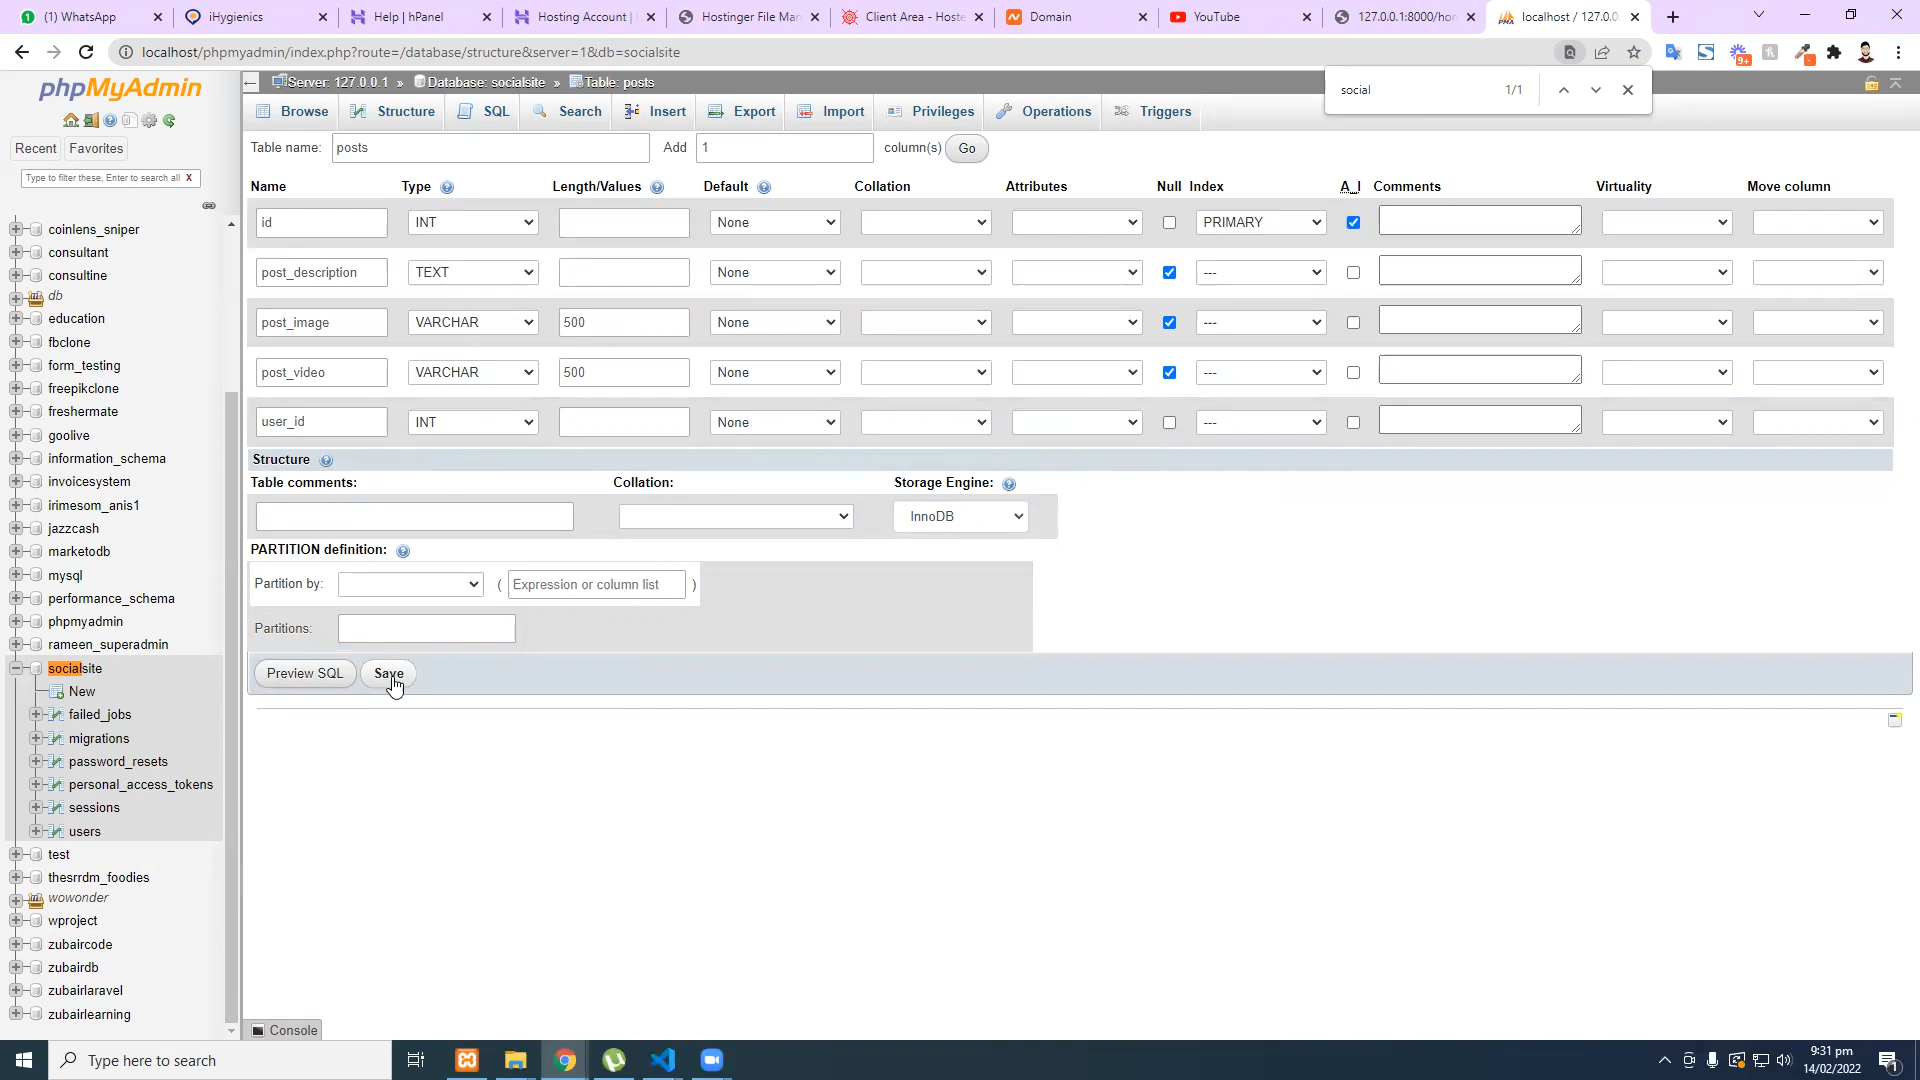 (1) WhatsApp
iHygienics
Help | hPanel
Hosting Account |
Hostinger File Man
Client Area - Hoste
Domain
YouTube
127.0.0.1:8000/hom
localhost / 127.0.0.
localhost/phpmyadmin/index.php?route=/database/structure&server=1&db=socialsite
9+
social 1/1
phpMyAdmin
Recent Favorites
Type to filter these, Enter to search all X
coinlens_sniper
consultant
consultine
db
education
fbclone
form_testing
freepikclone
freshermate
goolive
information_schema
invoicesystem
irimesom_anis1
jazzcash
marketodb
mysql
performance_schema
phpmyadmin
rameen_superadmin
socialsite
New
failed_jobs
migrations
password_resets
personal_access_tokens
sessions
users
test
thesrrdm_foodies
wowonder
wproject
zubaircode
zubairdb
zubairlaravel
zubairlearning
Server: 127.0.0.1 » Database: socialsite » Table: posts
Browse Structure SQL Search Insert Export Import Privileges Operations Triggers
Table name: posts Add 1 column(s) Go
Name Type Length/Values Default Collation Attributes Null Index A_I Comments Virtuality Move column
id INT None PRIMARY
post_description TEXT None ---
post_image VARCHAR 500 None ---
post_video VARCHAR 500 None ---
user_id INT None ---
Structure
Table comments: Collation: Storage Engine:
InnoDB
PARTITION definition:
Partition by: ( Expression or column list )
Partitions:
Preview SQL Save
Console
Type here to search
9:31 pm
14/02/2022
1